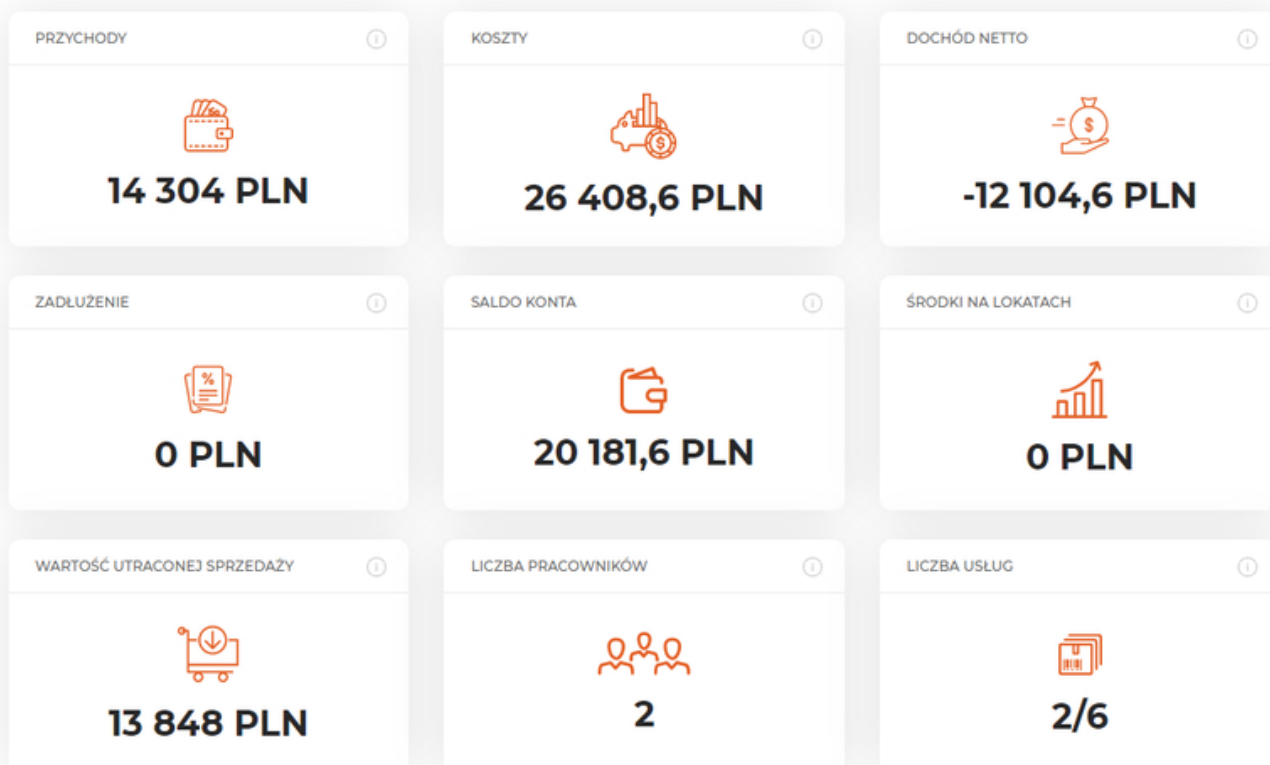 PRZYCHODY
14 304 PLN
KOSZTY
26 408,6 PLN
DOCHÓD NETTO
-12 104,6 PLN
ZADŁUŻENIE
0 PLN
SALDO KONTA
20 181,6 PLN
ŚRODKI NA LOKATACH
0 PLN
WARTOŚĆ UTRACONEJ SPRZEDAŻY
13 848 PLN
LICZBA PRACOWNIKÓW
2
LICZBA USŁUG
2/6